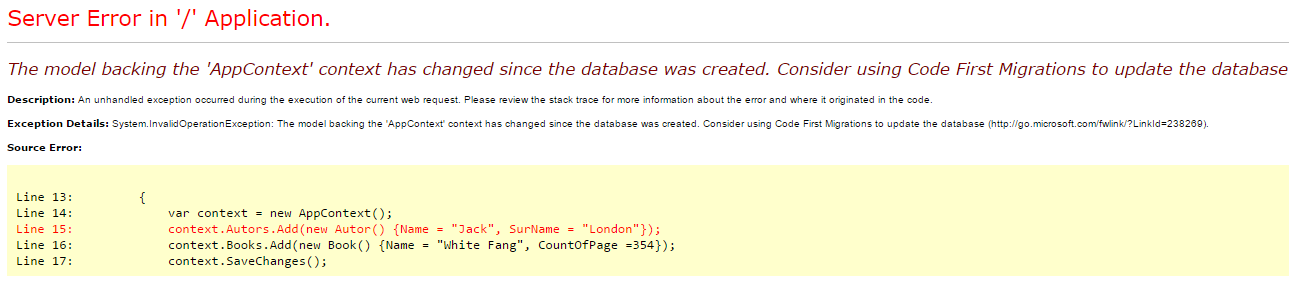 Server Error in '/' Application.
The model backing the 'AppContext' context has changed since the database was created. Consider using Code First Migrations to update the database
Description: An unhandled exception occurred during the execution of the current web request. Please review the stack trace for more information about the error and where it originated in the code.
Exception Details: System.InvalidOperationException: The model backing the 'AppContext' context has changed since the database was created. Consider using Code First Migrations to update the database (http://go.microsoft.com/fwlink/?LinkId=238269).
Source Error:
Line 13:         {
Line 14:             var context = new AppContext();
Line 15:             context.Autors.Add(new Autor() {Name = "Jack", SurName = "London"});
Line 16:             context.Books.Add(new Book() {Name = "White Fang", CountOfPage =354});
Line 17:             context.SaveChanges();